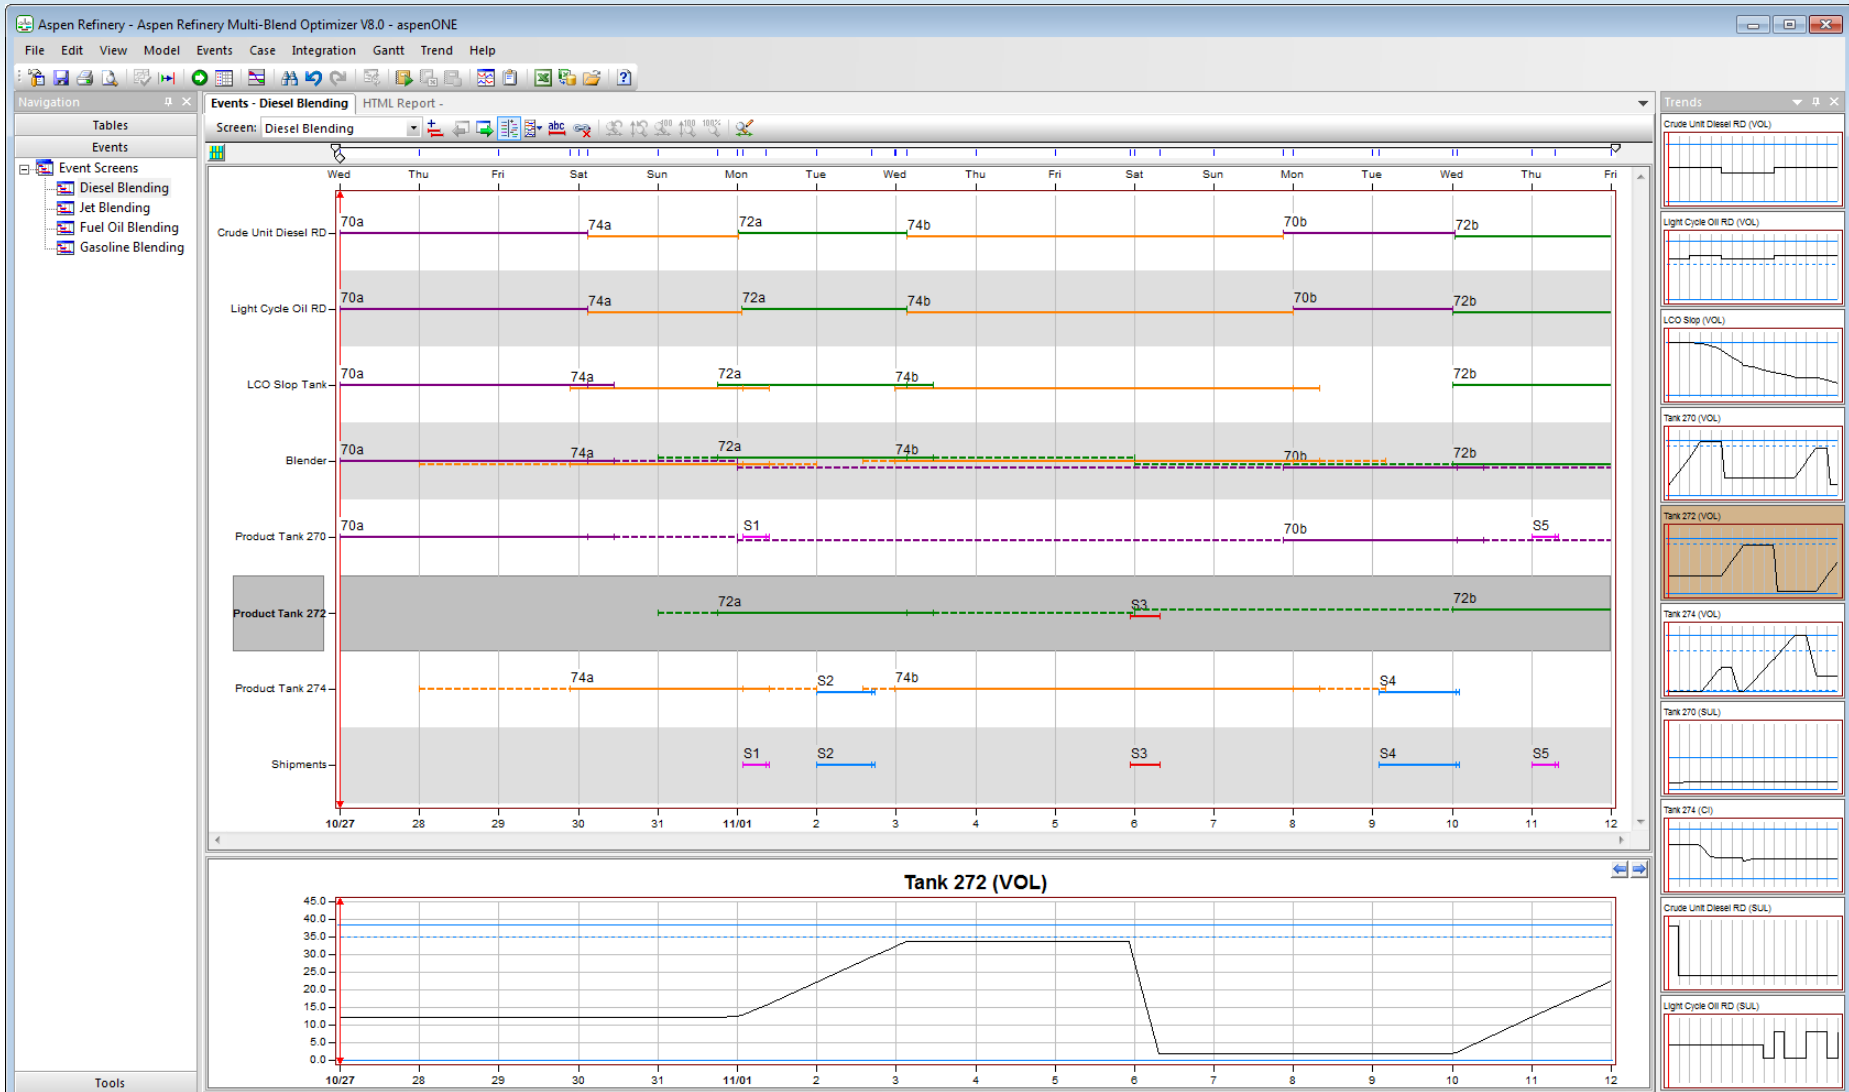 Aspen Refinery - Aspen Refinery Multi-Blend Optimizer V8.0 - aspenONE
File Edit View Model Events Case Integration Gantt Trend Help
Navigation
Tables
Events
Event Screens
Diesel Blending
Jet Blending
Fuel Oil Blending
Gasoline Blending
Tools
Events - Diesel Blending HTML Report -
Screen: Diesel Blending
abc 100 100 100%
Wed Thu Fri Sat Sun Mon Tue Wed Thu Fri Sat Sun Mon Tue Wed Thu Fri
Crude Unit Diesel RD 70a 74a 72a 74b 70b 72b
Light Cycle Oil RD 70a 74a 72a 74b 70b 72b
LCO Slop Tank 70a 74a 72a 74b 72b
Blender 70a 74a 72a 74b 70b 72b
Product Tank 270 70a S1 70b S5
Product Tank 272 72a S3 72b
Product Tank 274 74a S2 74b S4
Shipments S1 S2 S3 S4 S5
10/27 28 29 30 31 11/01 2 3 4 5 6 7 8 9 10 11 12
Tank 272 (VOL)
45.0
40.0
35.0
30.0
25.0
20.0
15.0
10.0
5.0
0.0
10/27 28 29 30 31 11/01 2 3 4 5 6 7 8 9 10 11 12
Trends
Crude Unit Diesel RD (VOL)
Light Cycle Oil RD (VOL)
LCO Slop (VOL)
Tank 270 (VOL)
Tank 272 (VOL)
Tank 274 (VOL)
Tank 270 (SUL)
Tank 274 (CI)
Crude Unit Diesel RD (SUL)
Light Cycle Oil RD (SUL)